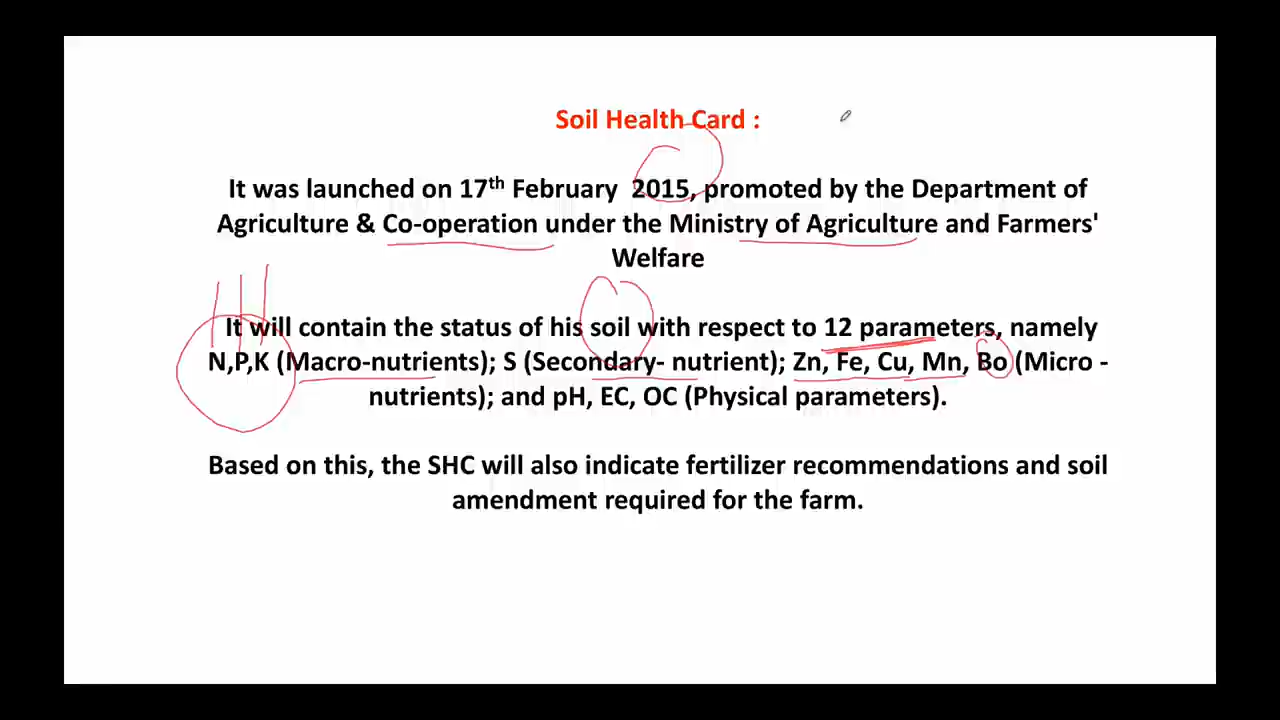 Soil Health Card :
It was launched on 17th February 2015, promoted by the Department of
Agriculture & Co-operation under the Ministry of Agriculture and Farmers'
Welfare
It will contain the status of his soil with respect to 12 parameters, namely
N,P,K (Macro-nutrients); S (Secondary- nutrient); Zn, Fe, Cu, Mn, Bo (Micro -
nutrients); and pH, EC, OC (Physical parameters).
Based on this, the SHC will also indicate fertilizer recommendations and soil
amendment required for the farm.